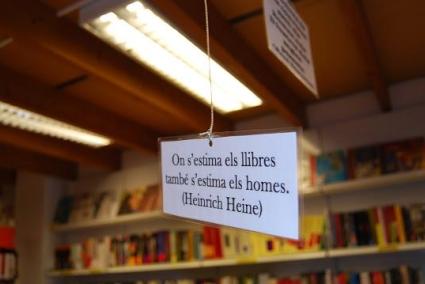 On s'estima els llibres
també s'estima els homes.
(Heinrich Heine)